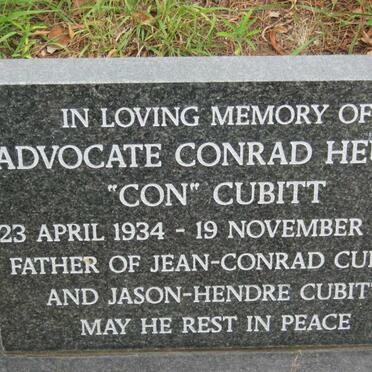 IN LOVING MEMORY OF
ADVOCATE CONRAD
"CON" CUBITT
23 APRIL 1934 - 19 NOVEMBER
FATHER OF JEAN-CONRAD
AND JASON-HENDRE CUBITT
MAY HE REST IN PEACE